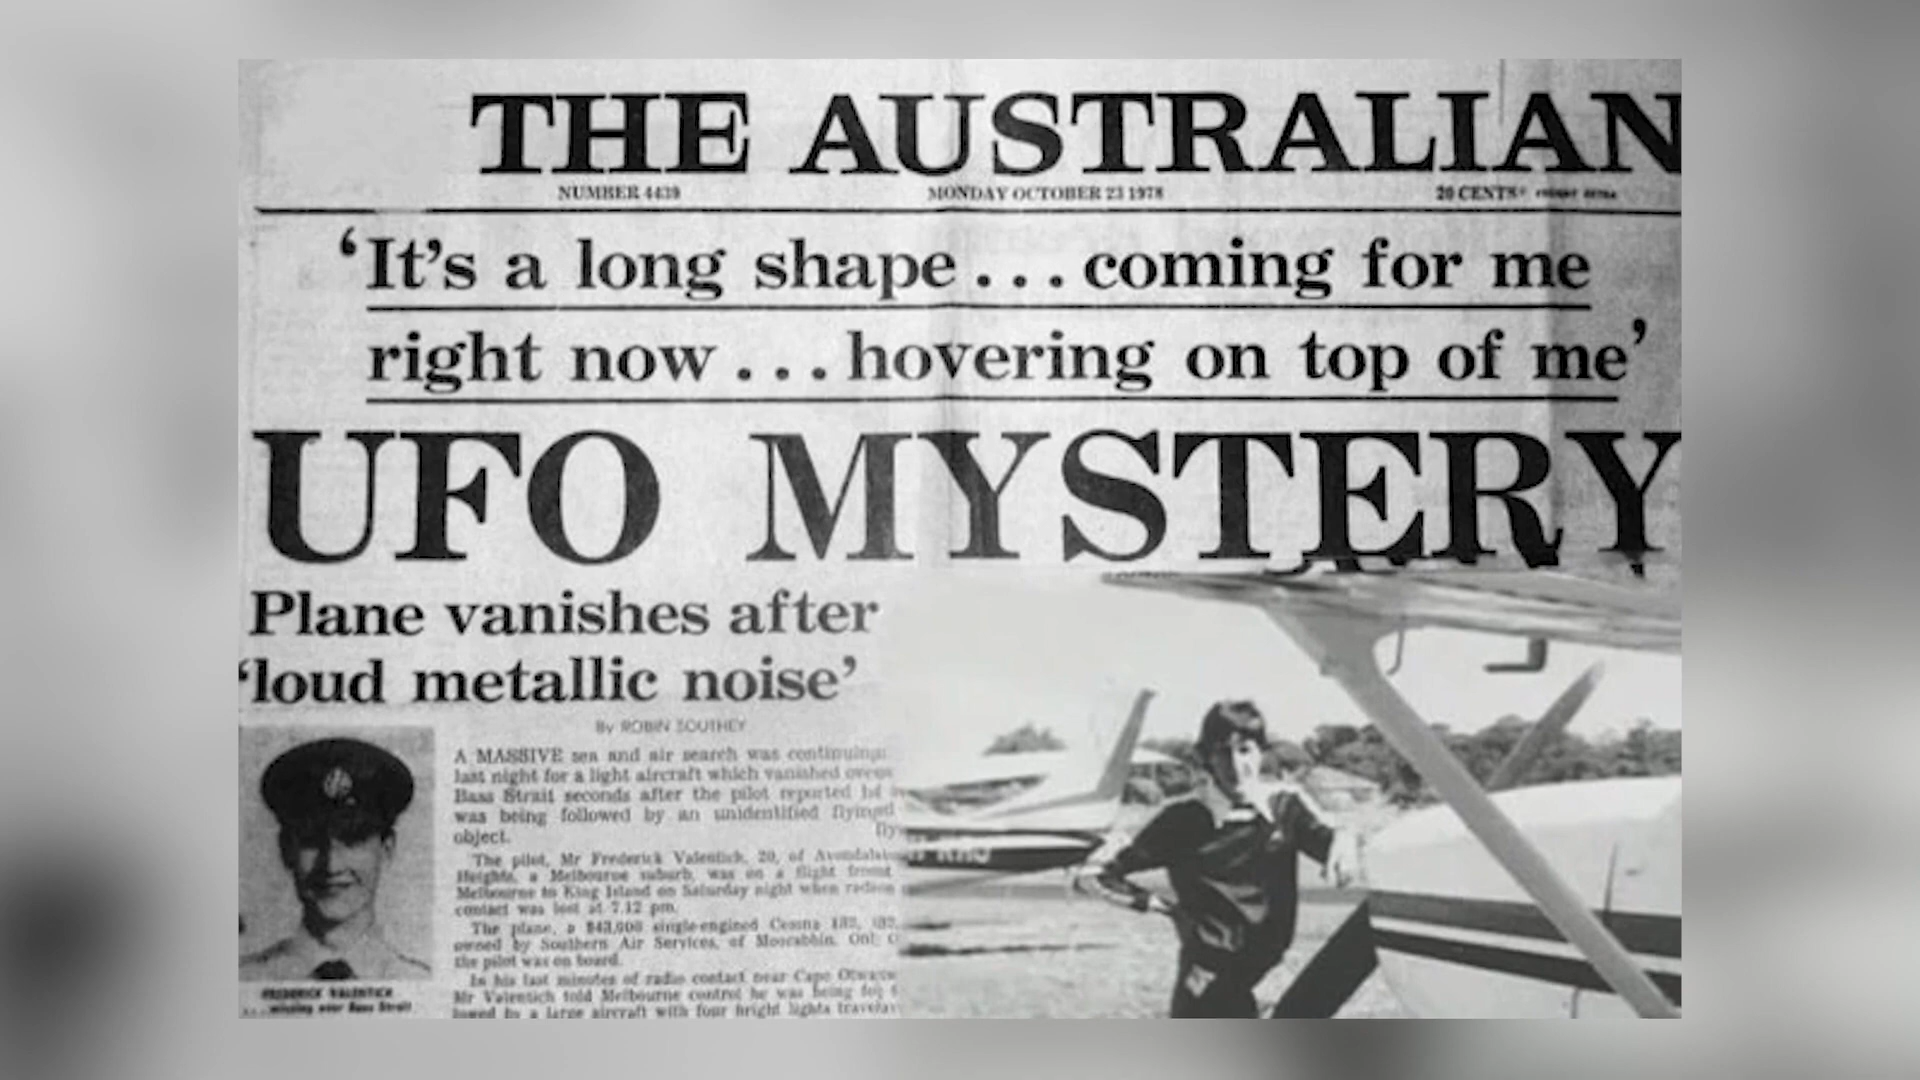 THE AUSTRALIAN
NUMBER 4439 MONDAY OCTOBER 23 1978 20 CENTS*
‘It’s a long shape . . . coming for me
right now . . . hovering on top of me’
UFO MYSTERY
Plane vanishes after
‘loud metallic noise’
By ROBIN SOUTHEY
A MASSIVE sea and air search was continuing
last night for a light aircraft which vanished over
Bass Strait seconds after the pilot reported he
was being followed by an unidentified flying
object.
The pilot, Mr Frederick Valentich, 20, of Avondale
Heights, a Melbourne suburb, was on a flight from
Melbourne to King Island on Saturday night when radio
contact was lost at 7.12 pm.
The plane, a $43,000 single-engined Cessna 182,
owned by Southern Air Services, of Moorabbin. Only
the pilot was on board.
In his last minutes of radio contact near Cape Otway
Mr Valentich told Melbourne control he was being fol
lowed by a large aircraft with four bright lights
FREDERICK VALENTICH
missing over Bass Strait